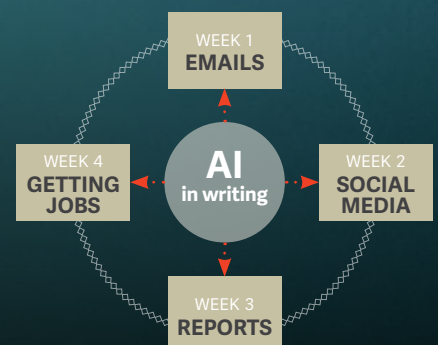 WEEK 1
EMAILS
AI
in writing
WEEK 4
GETTING
JOBS
WEEK 2
SOCIAL
MEDIA
WEEK 3
REPORTS